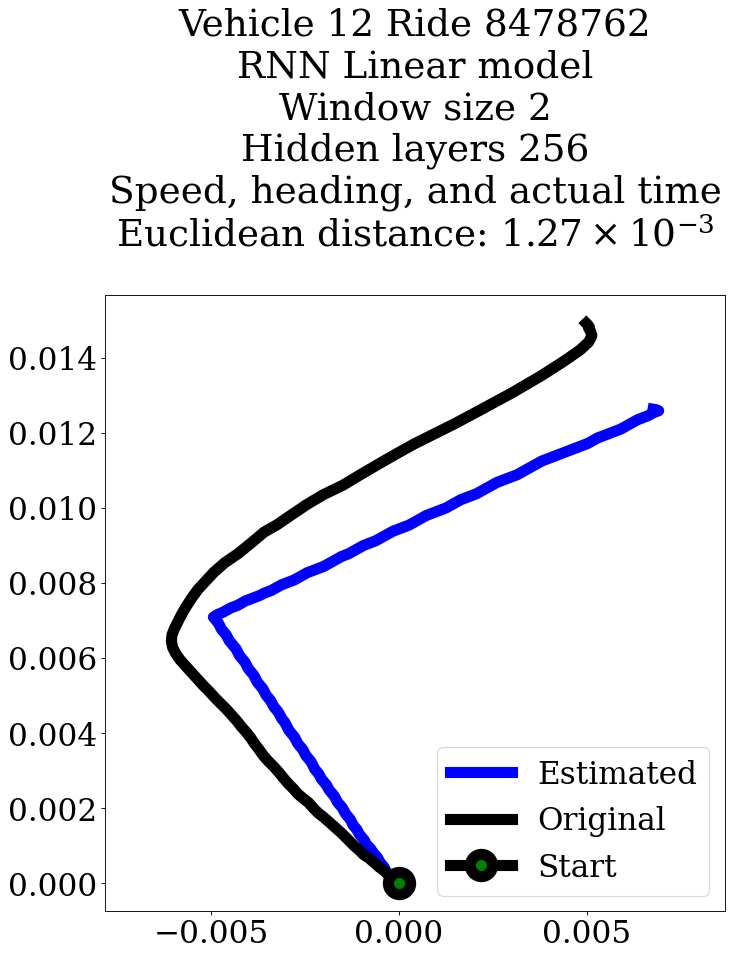 Vehicle 12 Ride 8478762
RNN Linear model
Window size 2
Hidden layers 256
Speed, heading, and actual time
Euclidean distance: 1.27 × 10⁻³
0.014
0.012
0.010
0.008
0.006
0.004
0.002
0.000
Estimated
Original
Start
−0.005 0.000 0.005